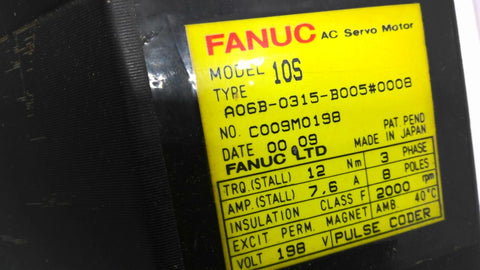 FANUC AC Servo Motor
MODEL 10S
TYPE
A06B-0315-B005#0008
NO. C009M0198
DATE 00 09 PAT. PEND
FANUC LTD MADE IN JAPAN
TRQ.(STALL) 12 Nm 3 PHASE
AMP.(STALL) 7.6 A 8 POLES
INSULATION CLASS F 2000 rpm
EXCIT PERM. MAGNET AMB 40°C
VOLT 198 V PULSE CODER